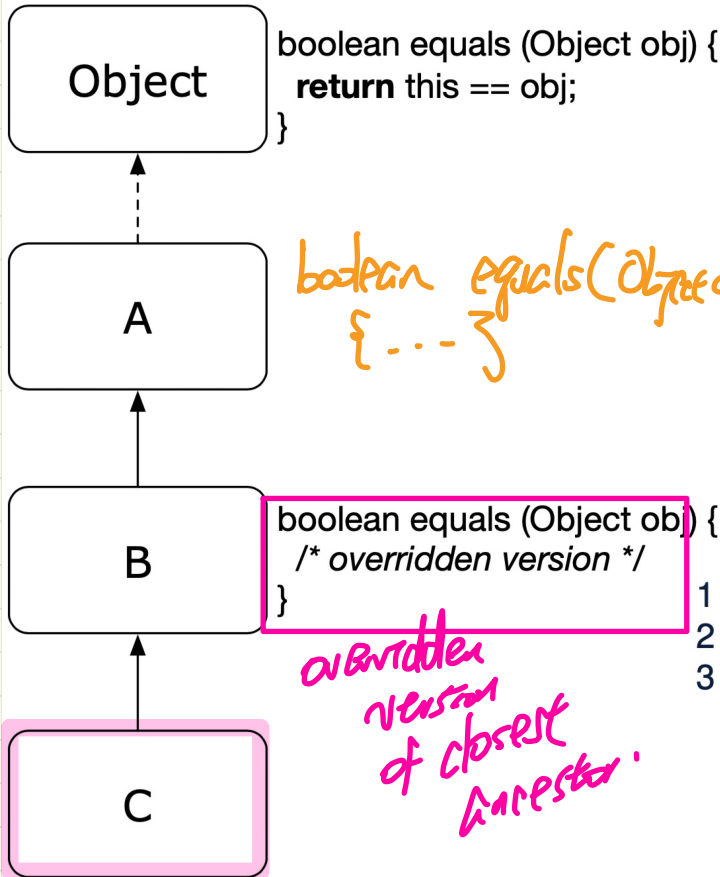 Object
boolean equals (Object obj) {
return this == obj;
}
A
boolean equals(Object
{ ... }
B
boolean equals (Object obj) {
/* overridden version */
}
1
2
3
overridden
version
of closest
ancestor.
C